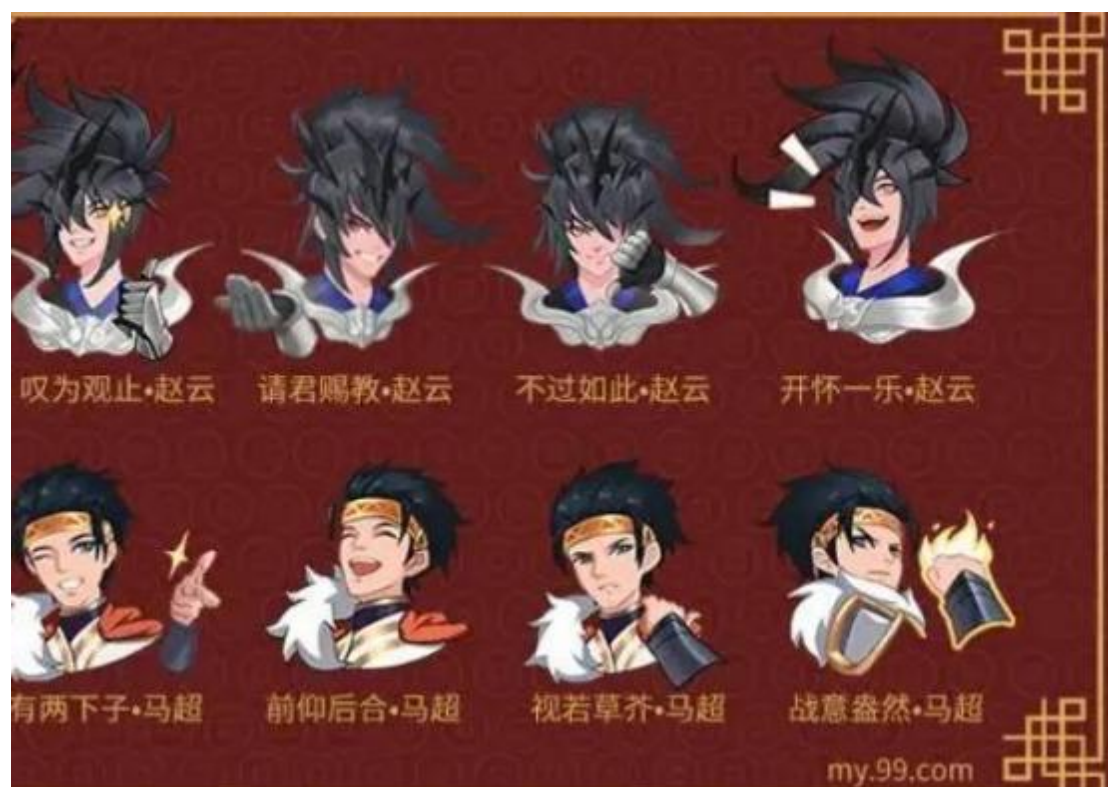 叹为观止•赵云 请君赐教•赵云 不过如此•赵云 开怀一乐•赵云
有两下子•马超 前仰后合•马超 视若草芥•马超 战意盎然•马超
my.99.com